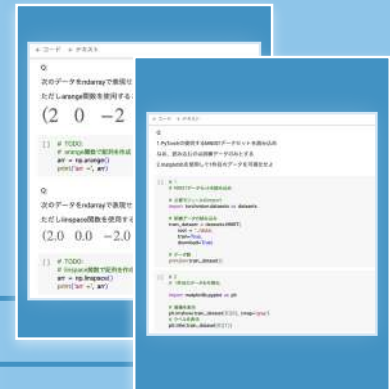 + コード + テキスト
Q:
次のデータをndarrayで表現せ
ただしarange関数を使用する
(2 0 −2
[ ] # TODO:
# arange関数で配列を作成
arr = np.arange()
print('arr =', arr)
Q:
次のデータをndarrayで表現せ
ただしlinspace関数を使用す
(2.0 0.0 −2.0
[ ] # TODO:
# linspace関数で配列を作
arr = np.linspace()
print('arr =', arr)
+ コード + テキスト
Q:
1.PyTorchの提供するMNISTデータセットを読み込め
なお、読み込むのは訓練データのみとする
2.matplotlibを使用して1件目のデータを可視化せよ
[ ] # 1
# MNISTデータセットを読み込め
# 必要モジュールのimport
import torchvision.datasets as datasets
# 訓練データの読み込み
train_dataset = datasets.MNIST(
root = './data',
train=True,
download=True)
# データ数
print(len(train_dataset))
[ ] # 2
# 1件目のデータを可視化
import matplotlib.pyplot as plt
# 画像を表示
plt.imshow(train_dataset[0][0], cmap='gray')
# ラベルを表示
plt.title(train_dataset[0][1])